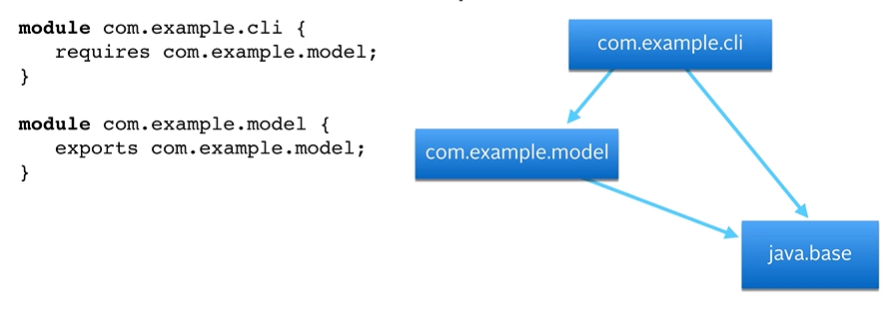 module com.example.cli {
requires com.example.model;
}
module com.example.model {
exports com.example.model;
}
com.example.cli
com.example.model
java.base